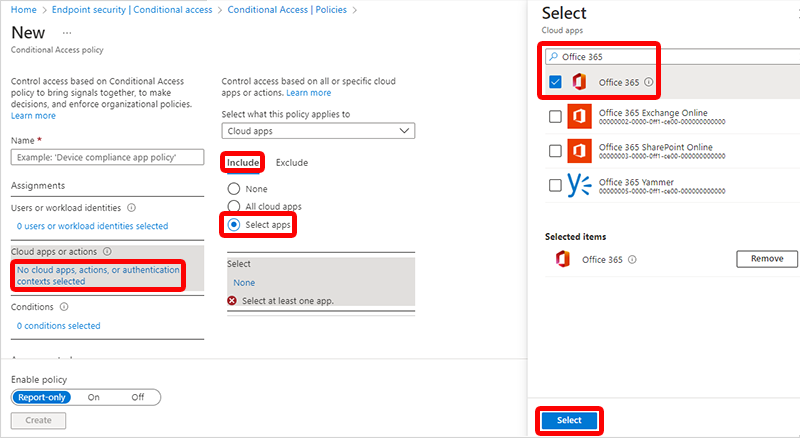 Home > Endpoint security | Conditional access > Conditional Access | Policies >
New ...
Conditional Access policy
Control access based on Conditional Access
policy to bring signals together, to make
decisions, and enforce organizational policies.
Learn more
Name *
Example: 'Device compliance app policy'
Assignments
Users or workload identities
0 users or workload identities selected
Cloud apps or actions
No cloud apps, actions, or authentication
contexts selected
Conditions
0 conditions selected
Enable policy
Report-only On Off
Create
Control access based on all or specific cloud
apps or actions. Learn more
Select what this policy applies to
Cloud apps
Include Exclude
None
All cloud apps
Select apps
Select
None
Select at least one app.
Select
Cloud apps
Office 365
Office 365
Office 365 Exchange Online
00000002-0000-0ff1-ce00-000000000000
Office 365 SharePoint Online
00000003-0000-0ff1-ce00-000000000000
Office 365 Yammer
00000005-0000-0ff1-ce00-000000000000
Selected items
Office 365 Remove
Select